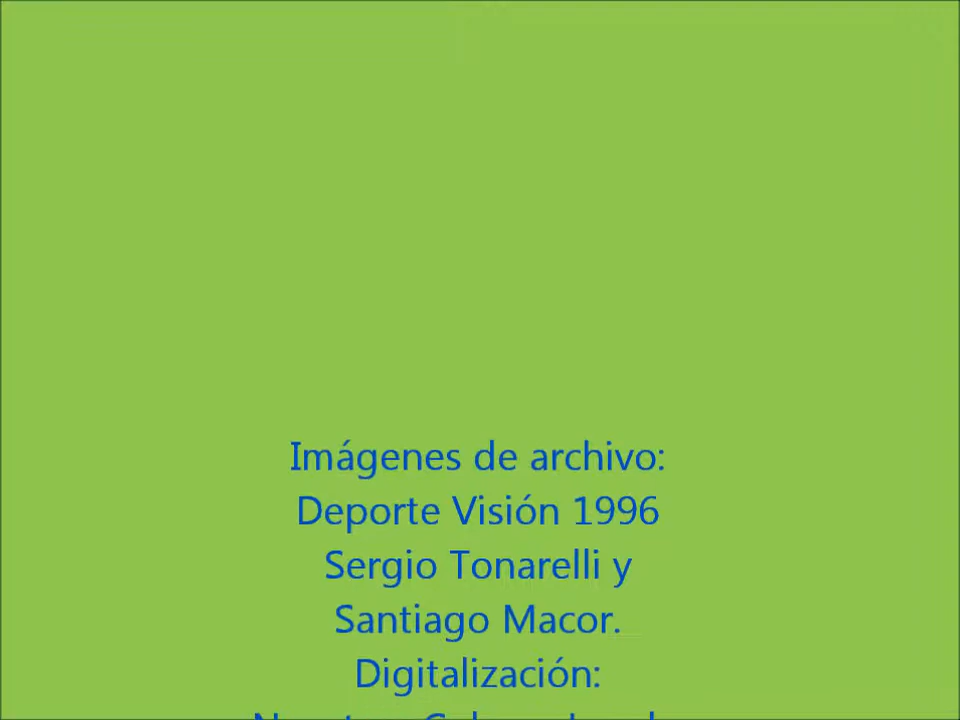 Imágenes de archivo:
Deporte Visión 1996
Sergio Tonarelli y
Santiago Macor.
Digitalización: